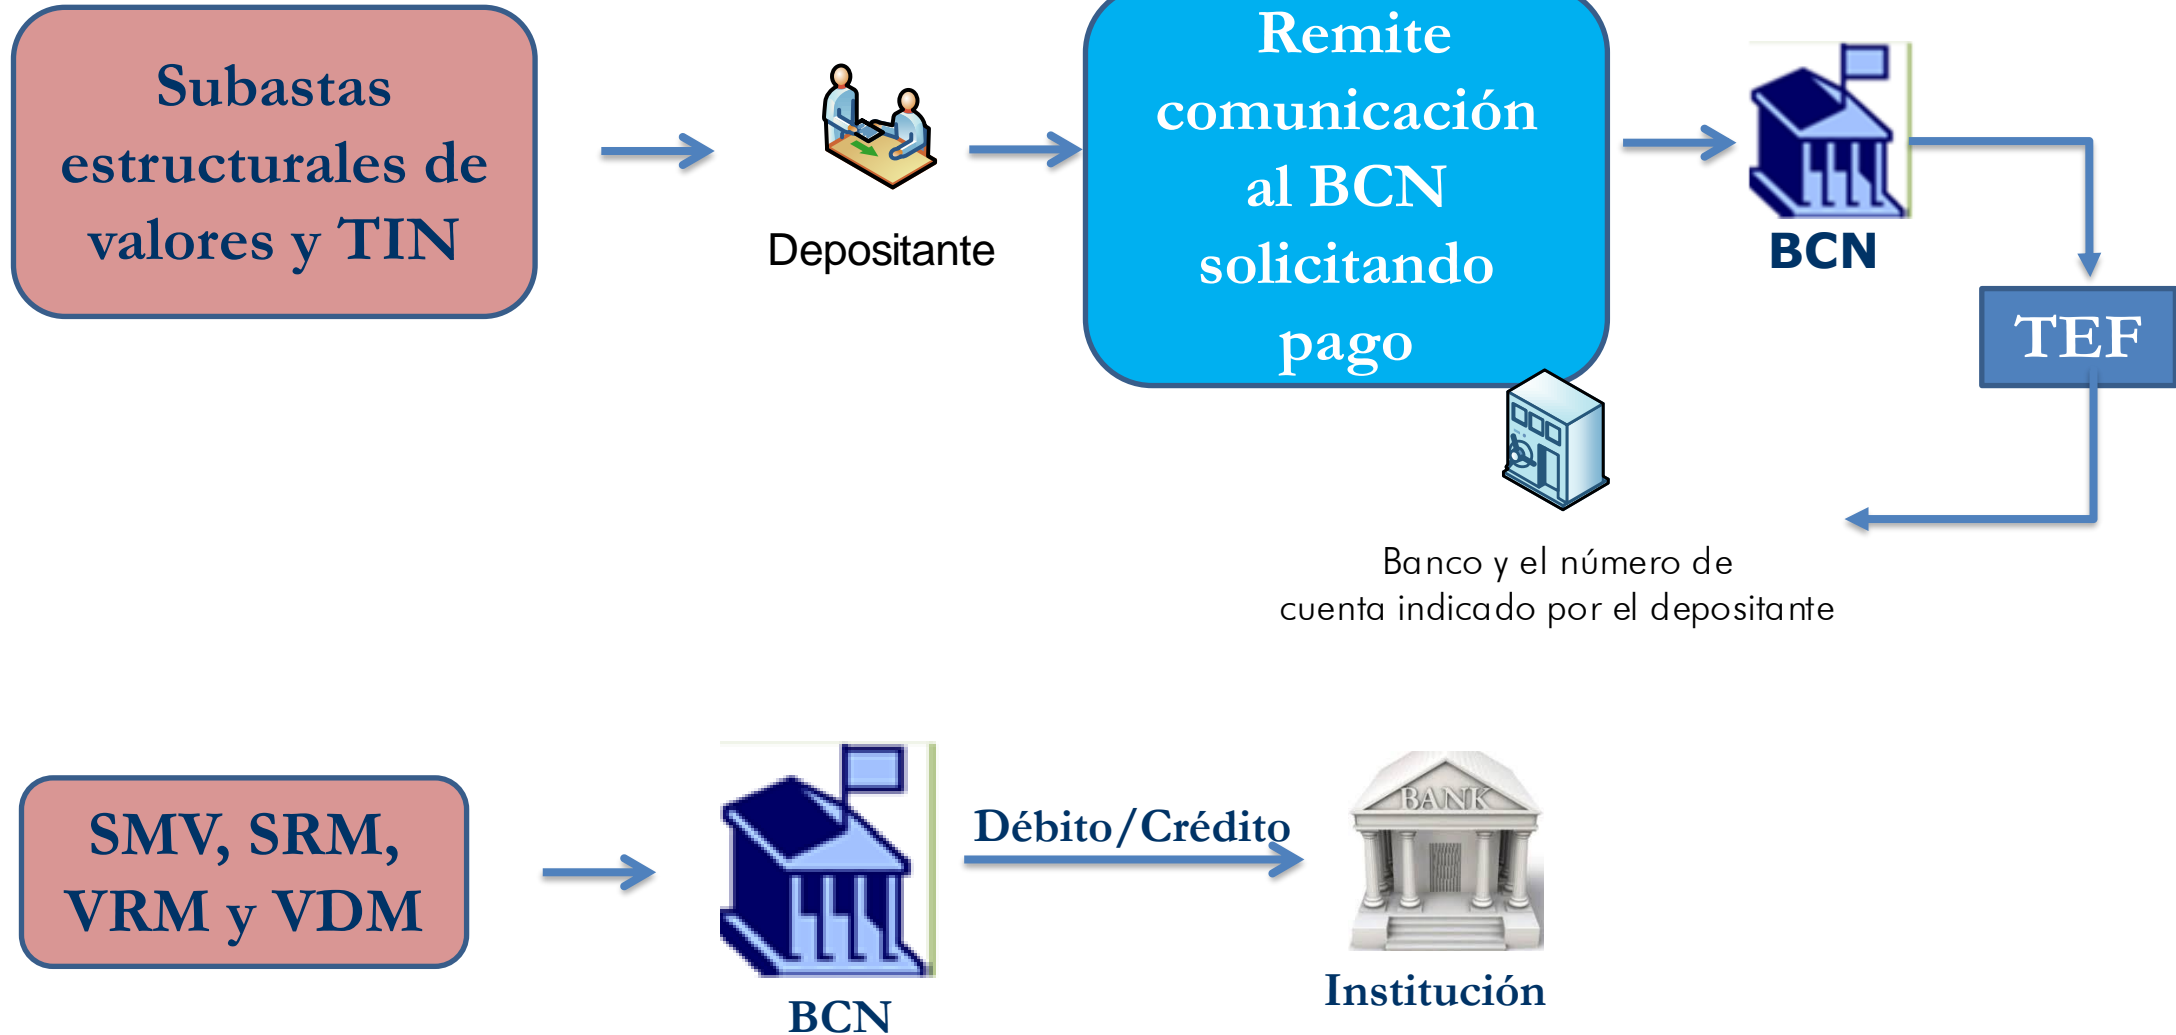 Subastas
estructurales de
valores y TIN
Depositante
Remite
comunicación
al BCN
solicitando
pago
BCN
TEF
Banco y el número de
cuenta indicado por el depositante
SMV, SRM,
VRM y VDM
BCN
Débito/Crédito
BANK
Institución